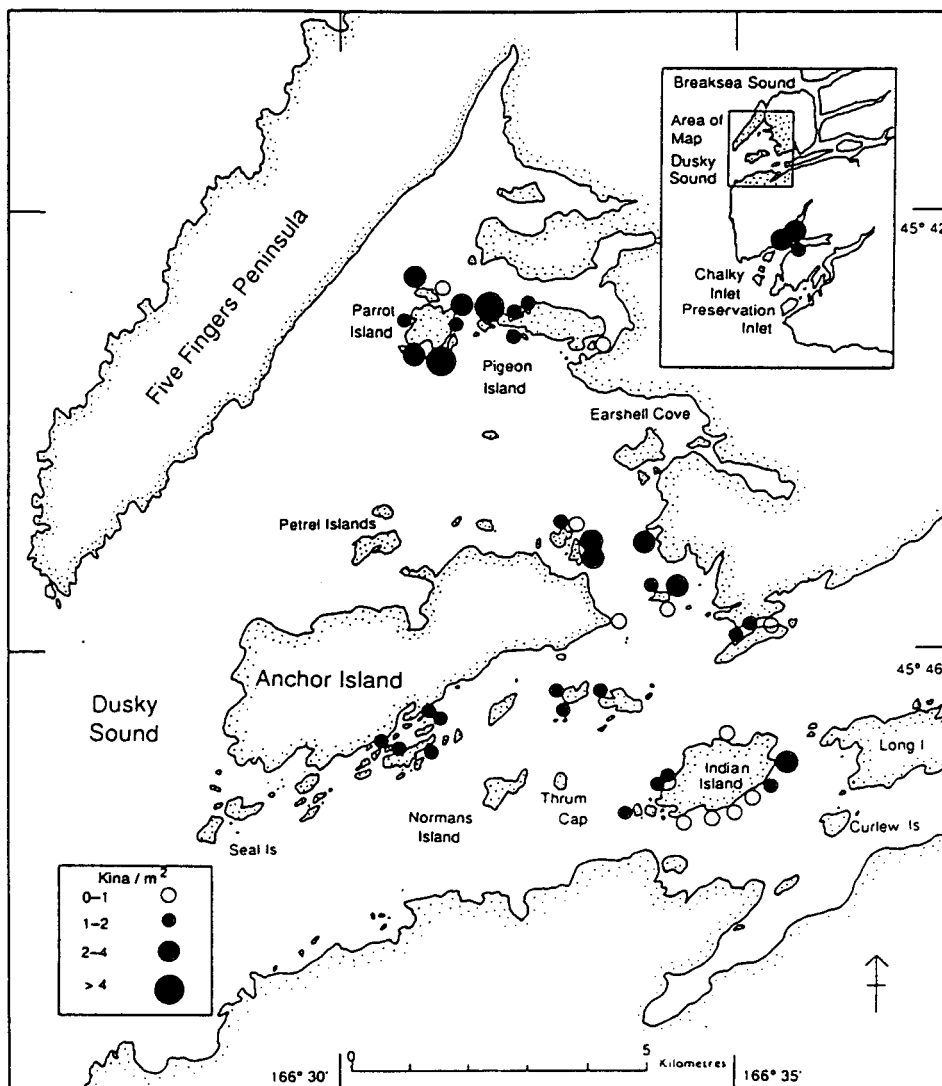 Breaksea Sound
Area of
Map
Dusky
Sound
Chalky
Inlet
Preservation
Inlet
45° 42
Five Fingers Peninsula
Parrot
Island
Pigeon
Island
Earshell Cove
Petrel Islands
Anchor Island
45° 46
Dusky
Sound
Long I
Indian
Island
Thrum
Cap
Normans
Island
Curlew Is
Seal Is
Kina / m²
0–1
1–2
2–4
> 4
0
5
Kilometres
166° 30'
166° 35'